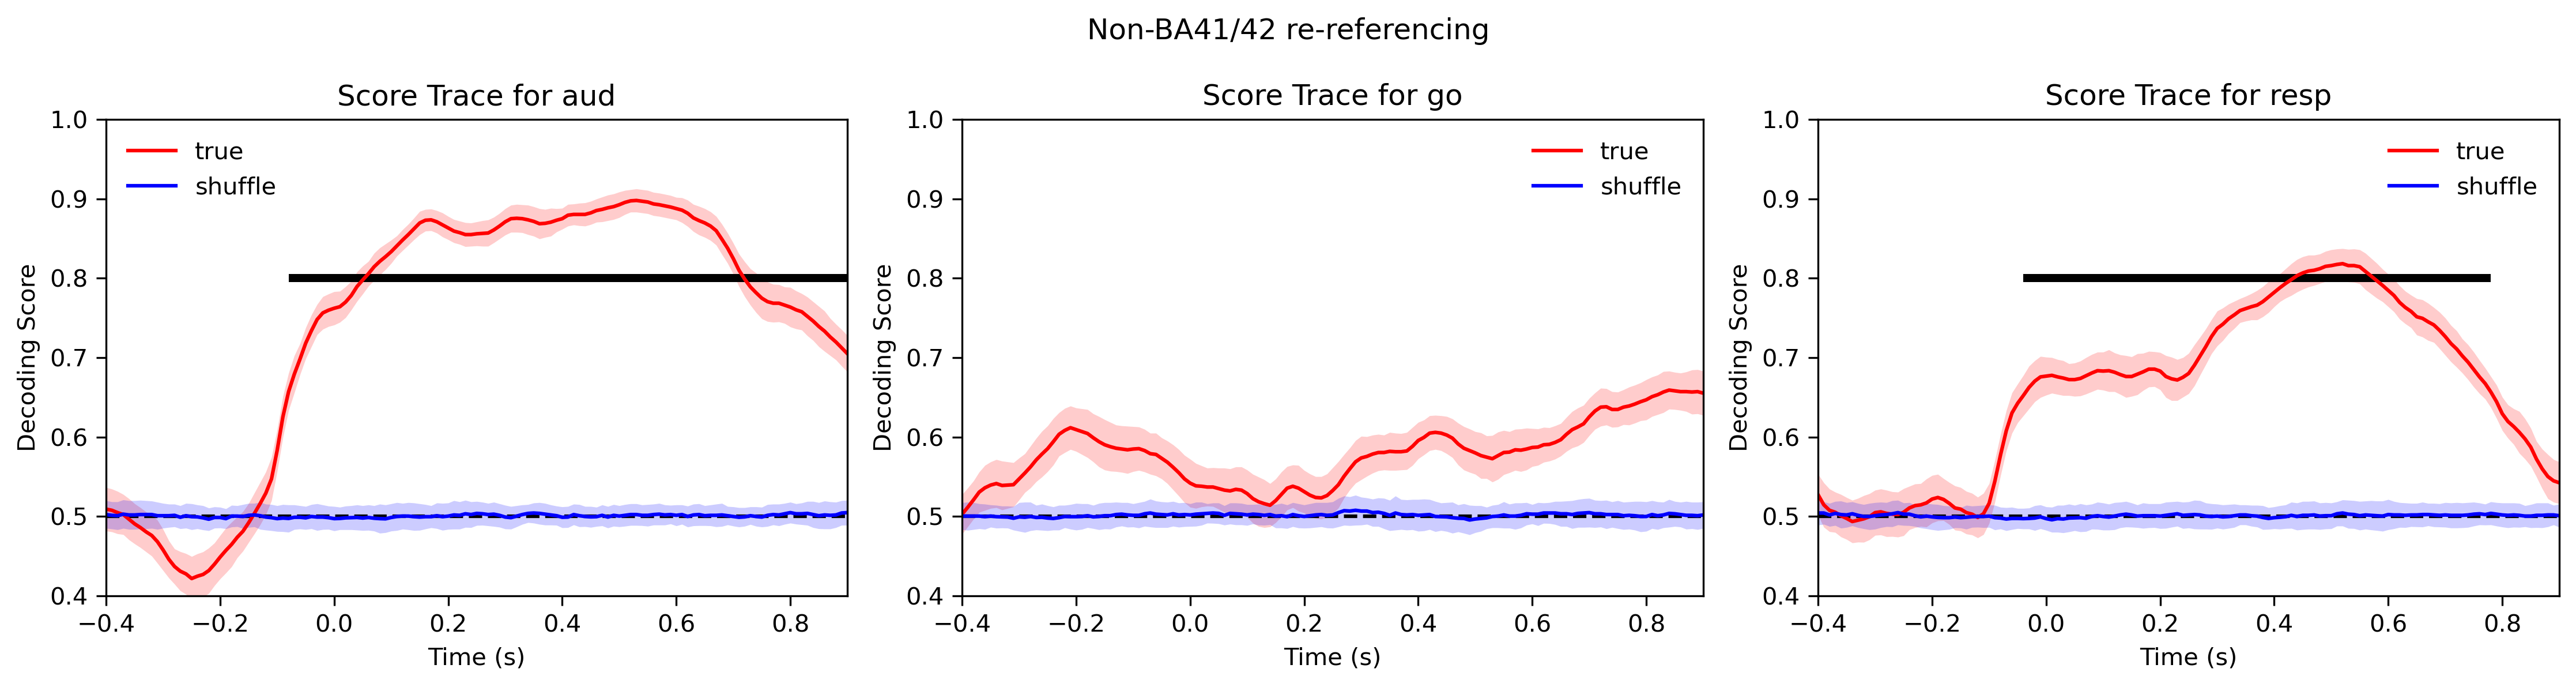 Non-BA41/42 re-referencing
Score Trace for aud
1.0
0.9
0.8
0.7
0.6
0.5
0.4
Decoding Score
true
shuffle
−0.4
−0.2
0.0
0.2
0.4
0.6
0.8
Time (s)
Score Trace for go
1.0
0.9
0.8
0.7
0.6
0.5
0.4
Decoding Score
true
shuffle
−0.4
−0.2
0.0
0.2
0.4
0.6
0.8
Time (s)
Score Trace for resp
1.0
0.9
0.8
0.7
0.6
0.5
0.4
Decoding Score
true
shuffle
−0.4
−0.2
0.0
0.2
0.4
0.6
0.8
Time (s)